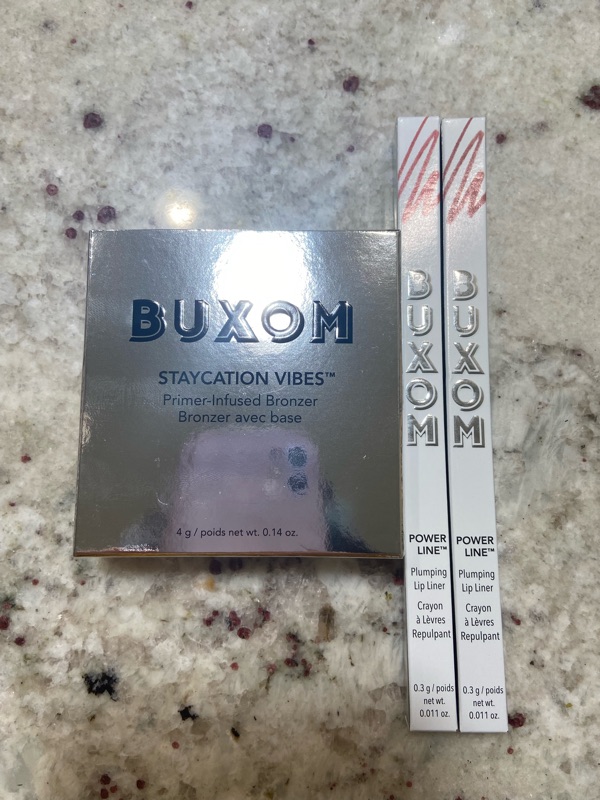 BUXOM
STAYCATION VIBES™
Primer-Infused Bronzer
Bronzer avec base
4 g / poids net wt. 0.14 oz.
BUXOM
POWER
LINE™
Plumping
Lip Liner
Crayon
à Lèvres
Repulpant
0.3 g / poids
net wt.
0.011 oz.
BUXOM
POWER
LINE™
Plumping
Lip Liner
Crayon
à Lèvres
Repulpant
0.3 g / poids
net wt.
0.011 oz.